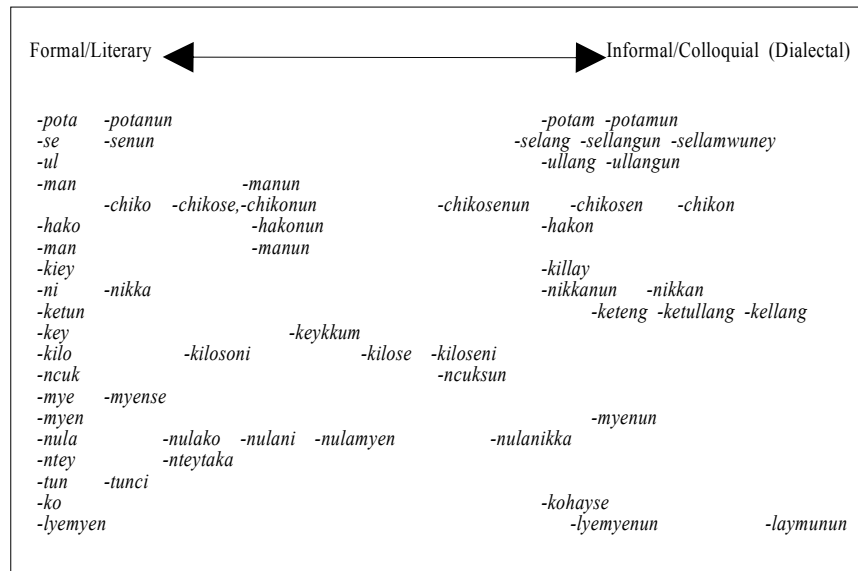 Formal/Literary Informal/Colloquial (Dialectal)
-pota -potanun -potam -potamun
-se -senun -selang -sellangun -sellamwuney
-ul -ullang -ullangun
-man -manun
-chiko -chikose,-chikonun -chikosenun -chikosen -chikon
-hako -hakonun -hakon
-man -manun
-kiey -killay
-ni -nikka -nikkanun -nikkan
-ketun -keteng -ketullang -kellang
-key -keykkum
-kilo -kilosoni -kilose -kiloseni
-ncuk -ncuksun
-mye -myense
-myen -myenun
-nula -nulako -nulani -nulamyen -nulanikka
-ntey -nteytaka
-tun -tunci
-ko -kohayse
-lyemyen -lyemyenun -laymunun